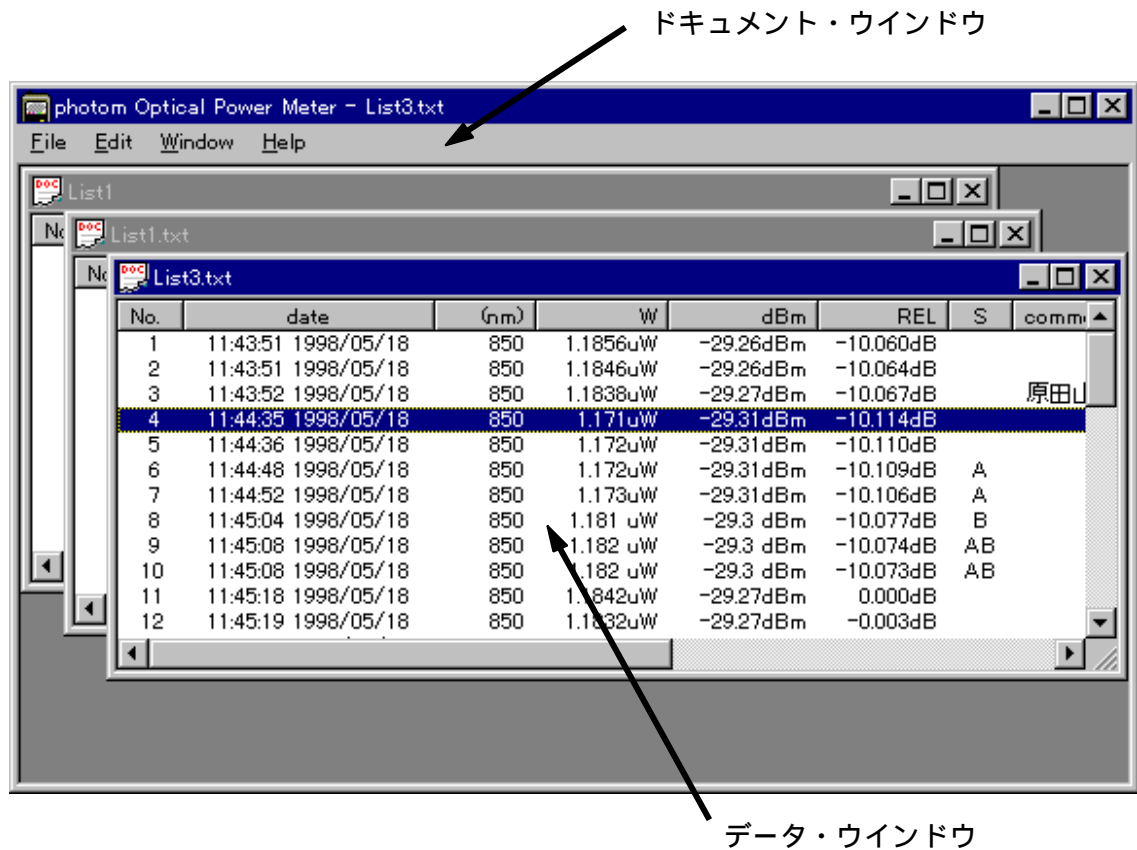 ドキュメント・ウインドウ
photom Optical Power Meter - List3.txt
File Edit Window Help
List1
List1.txt
List3.txt
No. date (nm) W dBm REL S comm
1 11:43:51 1998/05/18 850 1.1856uW -29.26dBm -10.060dB
2 11:43:51 1998/05/18 850 1.1846uW -29.26dBm -10.064dB
3 11:43:52 1998/05/18 850 1.1838uW -29.27dBm -10.067dB 原田山
4 11:44:35 1998/05/18 850 1.171uW -29.31dBm -10.114dB
5 11:44:36 1998/05/18 850 1.172uW -29.31dBm -10.110dB
6 11:44:48 1998/05/18 850 1.172uW -29.31dBm -10.109dB A
7 11:44:52 1998/05/18 850 1.173uW -29.31dBm -10.106dB A
8 11:45:04 1998/05/18 850 1.181 uW -29.3 dBm -10.077dB B
9 11:45:08 1998/05/18 850 1.182 uW -29.3 dBm -10.074dB AB
10 11:45:08 1998/05/18 850 1.182 uW -29.3 dBm -10.073dB AB
11 11:45:18 1998/05/18 850 1.1842uW -29.27dBm 0.000dB
12 11:45:19 1998/05/18 850 1.1832uW -29.27dBm -0.003dB
データ・ウインドウ